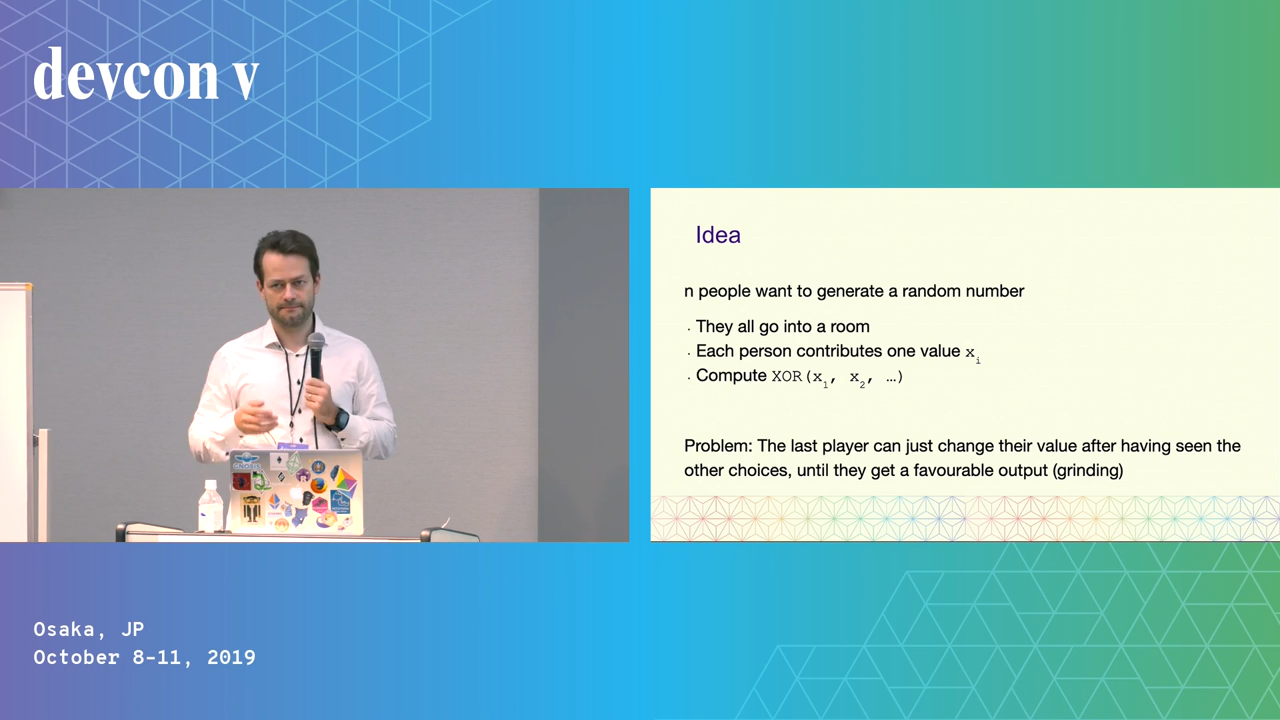 devcon v
Idea
n people want to generate a random number
· They all go into a room
· Each person contributes one value xᵢ
· Compute XOR(x₁, x₂, …)
Problem: The last player can just change their value after having seen the
other choices, until they get a favourable output (grinding)
GNOSIS
Osaka, JP
October 8-11, 2019